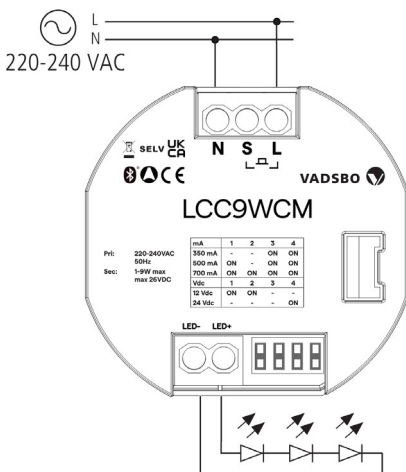 L
N
220-240 VAC
N S L
SELV UK CA
CE
VADSBO
LCC9WCM
Pri: 220-240VAC
50Hz
Sec: 1-9W max
max 26VDC
mA 1 2 3 4
350 mA - - ON ON
500 mA ON - ON ON
700 mA ON ON ON ON
Vdc 1 2 3 4
12 Vdc ON ON - -
24 Vdc - - - ON
LED- LED+